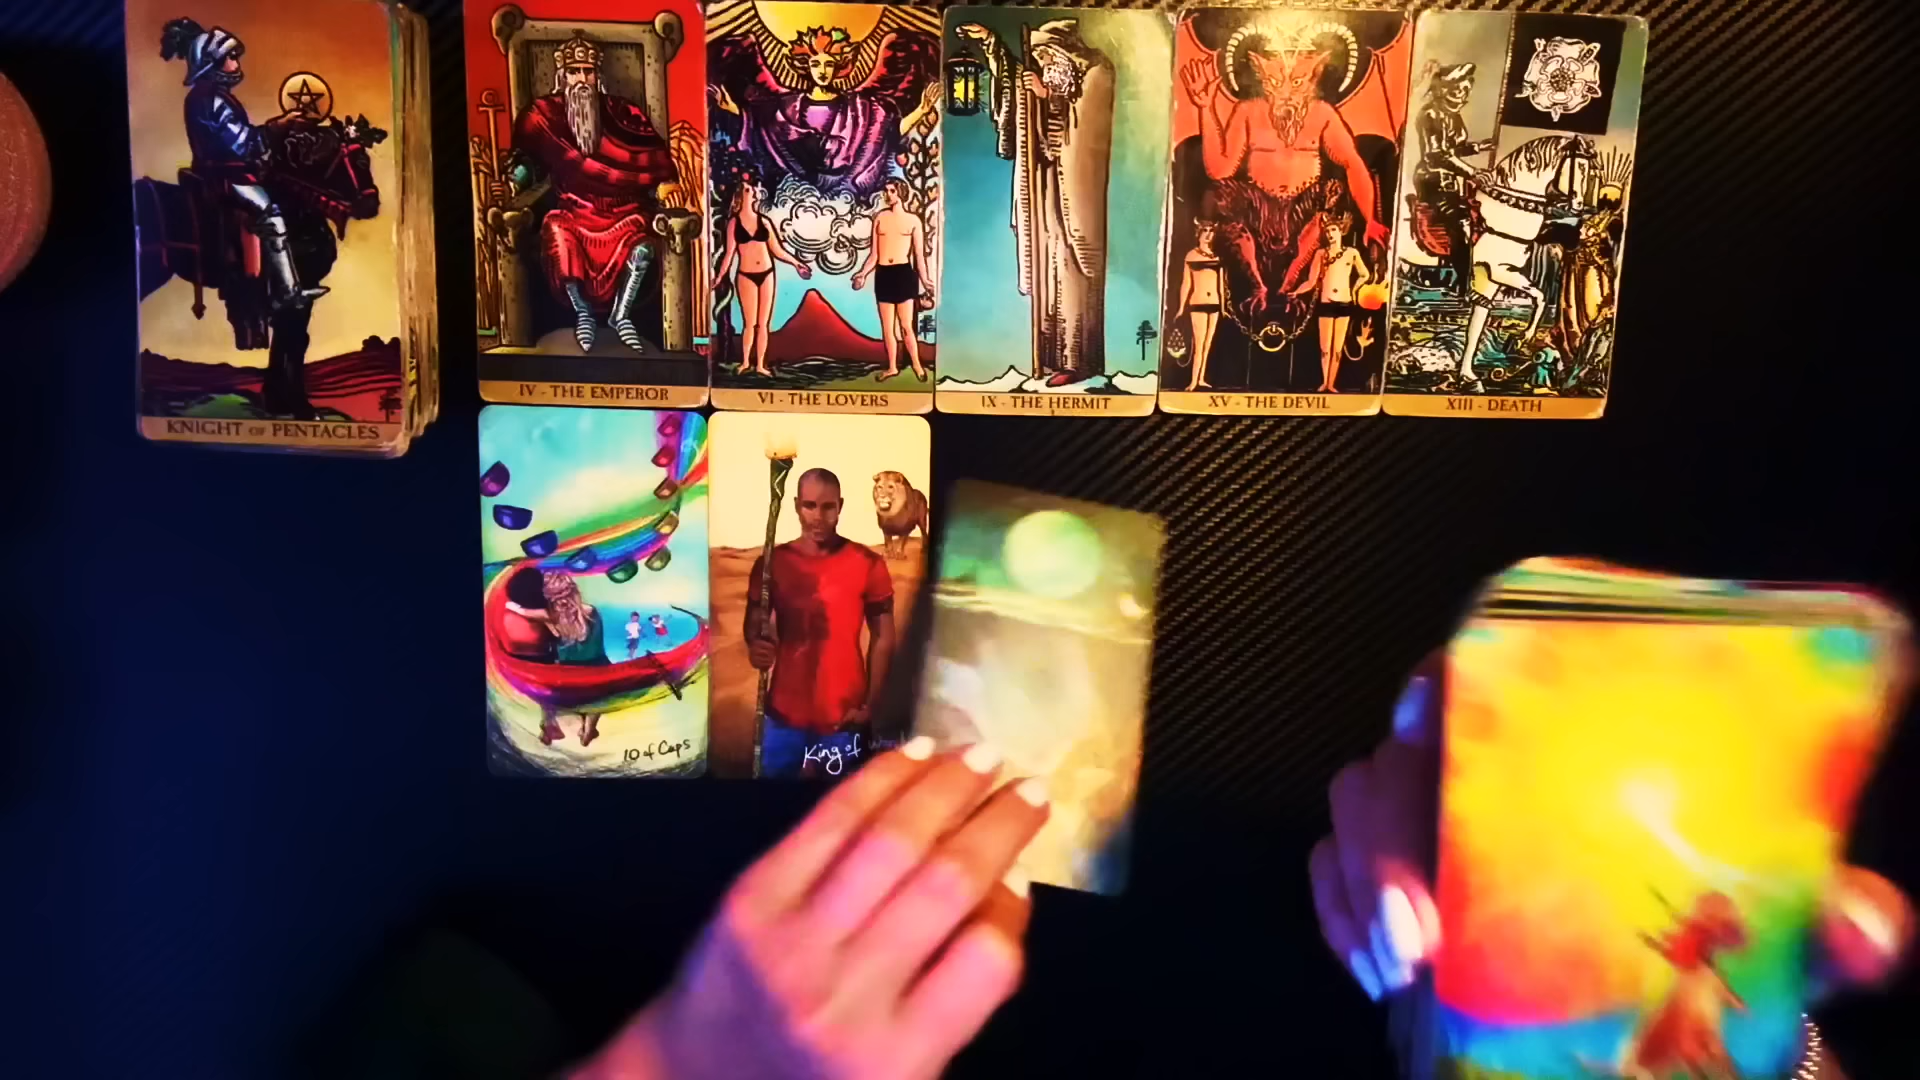 KNIGHT OF PENTACLES
IV - THE EMPEROR
VI - THE LOVERS
IX - THE HERMIT
XV - THE DEVIL
XIII - DEATH
10 of Cups
King of